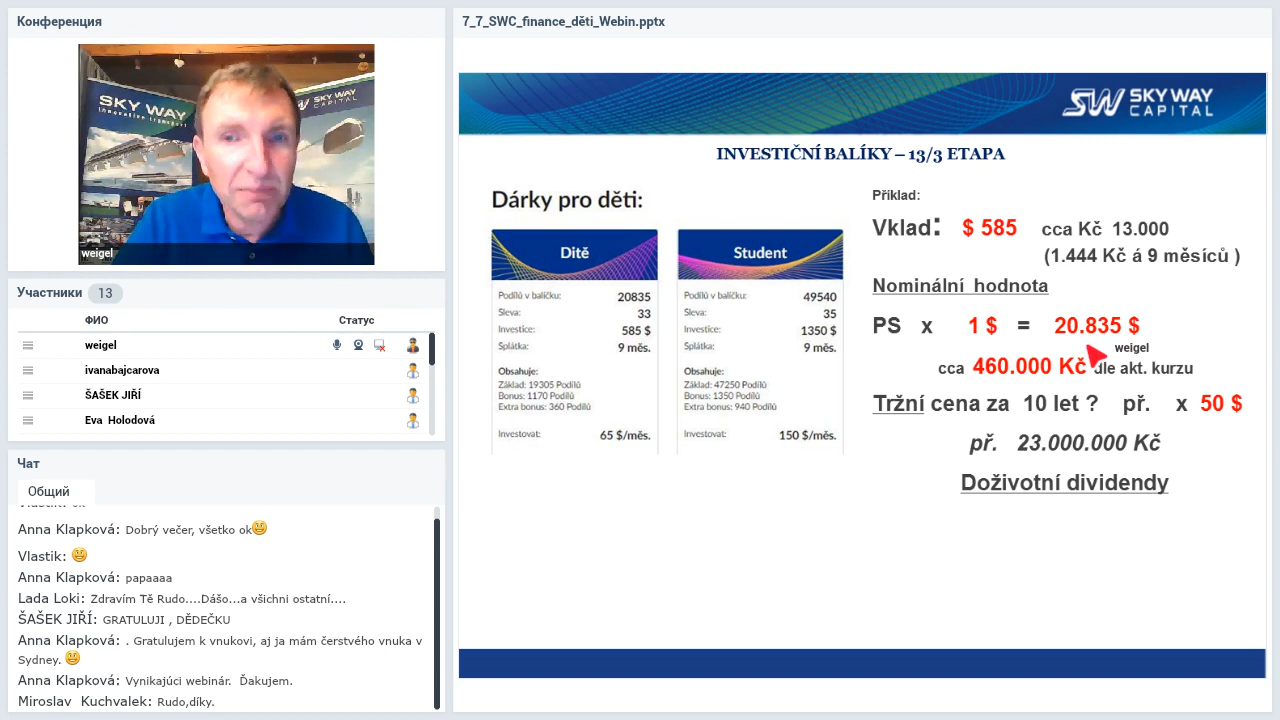 Конференция
SKY WAY
innovative transport
SKY WAY
CAPITAL
weigel
Участники 13
ФИО Статус
weigel
ivanabajcarova
ŠAŠEK JIŘÍ
Eva Holodová
Чат
Общий
Anna Klapková: Dobrý večer, všetko ok
Vlastik:
Anna Klapková: papaaaa
Lada Loki: Zdravím Tě Rudo....Dášo...a všichni ostatní....
ŠAŠEK JIŘÍ: GRATULUJI , DĚDEČKU
Anna Klapková: . Gratulujem k vnukovi, aj ja mám čerstvého vnuka v
Sydney.
Anna Klapková: Vynikajúci webinár. Ďakujem.
Miroslav Kuchvalek: Rudo,díky.
7_7_SWC_finance_děti_Webin.pptx
SW SKY WAY
CAPITAL
INVESTIČNÍ BALÍKY – 13/3 ETAPA
Dárky pro děti:
Ditě
Podílů v balíčku: 20835
Sleva: 33
Investice: 585 $
Splátka: 9 měs.
Obsahuje:
Základ: 19305 Podílů
Bonus: 1170 Podílů
Extra bonus: 360 Podílů
Investovat: 65 $/měs.
Student
Podílů v balíčku: 49540
Sleva: 35
Investice: 1350 $
Splátka: 9 měs.
Obsahuje:
Základ: 47250 Podílů
Bonus: 1350 Podílů
Extra bonus: 940 Podílů
Investovat: 150 $/měs.
Příklad:
Vklad: $ 585 cca Kč 13.000
(1.444 Kč á 9 měsíců )
Nominální hodnota
PS x 1 $ = 20.835 $
weigel
cca 460.000 Kč dle akt. kurzu
Tržní cena za 10 let ? př. x 50 $
př. 23.000.000 Kč
Doživotní dividendy